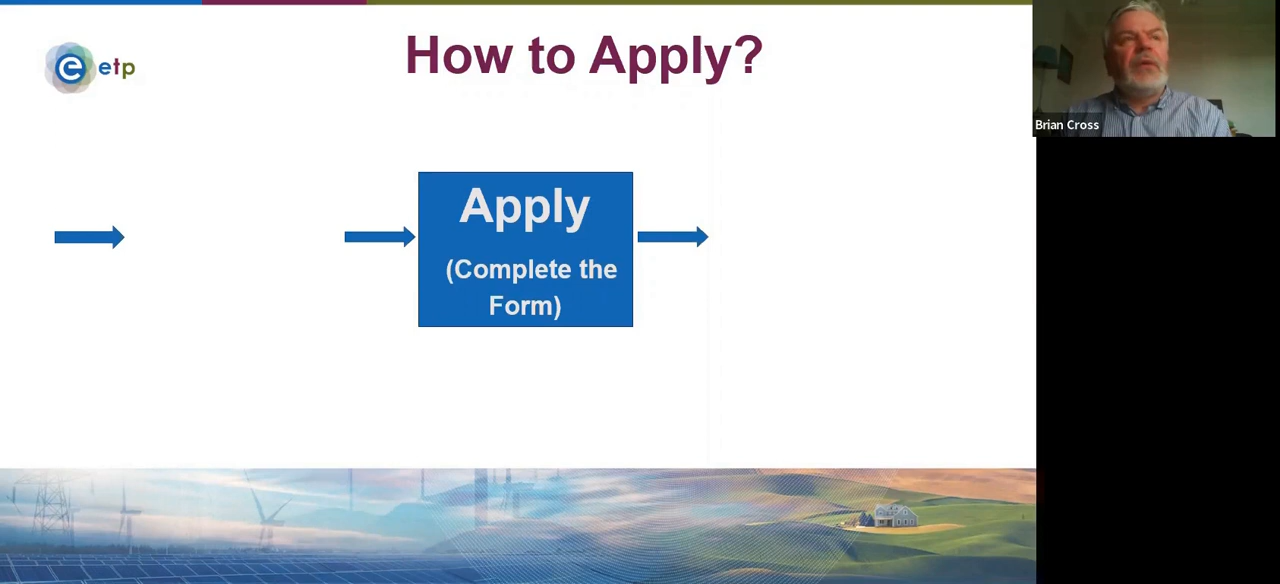 How to Apply?
etp
Brian Cross
Apply
(Complete the
Form)